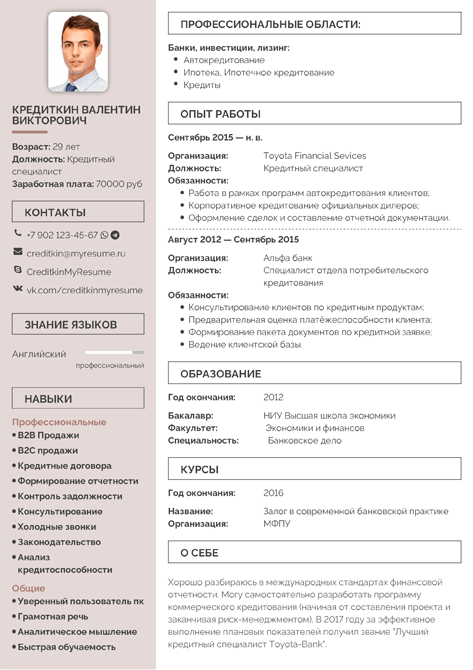 КРЕДИТКИН ВАЛЕНТИН
ВИКТОРОВИЧ
Возраст: 29 лет
Должность: Кредитный
специалист
Заработная плата: 70000 руб
КОНТАКТЫ
+7 902 123-45-67
creditkin@myresume.ru
CreditkinMyResume
vk.com/creditkinmyresume
ЗНАНИЕ ЯЗЫКОВ
Английский
профессиональный
НАВЫКИ
Профессиональные
B2B Продажи
B2C продажи
Кредитные договора
Формирование отчетности
Контроль задолжности
Консультирование
Холодные звонки
Законодательство
Анализ
кредитоспособности
Общие
Уверенный пользователь пк
Грамотная речь
Аналитическое мышление
Быстрая обучаемость
ПРОФЕССИОНАЛЬНЫЕ ОБЛАСТИ:
Банки, инвестиции, лизинг:
Автокредитование
Ипотека, Ипотечное кредитование
Кредиты
ОПЫТ РАБОТЫ
Сентябрь 2015 — н. в.
Организация: Toyota Financial Sevices
Должность: Кредитный специалист
Обязанности:
Работа в рамках программ автокредитования клиентов;
Корпоративное кредитование официальных дилеров;
Оформление сделок и составление отчетной документации.
Август 2012 — Сентябрь 2015
Организация: Альфа банк
Должность: Специалист отдела потребительского
кредитования
Обязанности:
Консультирование клиентов по кредитным продуктам;
Предварительная оценка платёжеспособности клиента;
Формирование пакета документов по кредитной заявке;
Ведение клиентской базы.
ОБРАЗОВАНИЕ
Год окончания: 2012
Бакалавр: НИУ Высшая школа экономики
Факультет: Экономики и финансов
Специальность: Банковское дело
КУРСЫ
Год окончания: 2016
Название: Залог в современной банковской практике
Организация: МФПУ
О СЕБЕ
Хорошо разбираюсь в международных стандартах финансовой
отчетности. Могу самостоятельно разработать программу
коммерческого кредитования (начиная от составления проекта и
заканчивая риск-менеджментом). В 2017 году за эффективное
выполнение плановых показателей получил звание "Лучший
кредитный специалист Toyota-Bank".